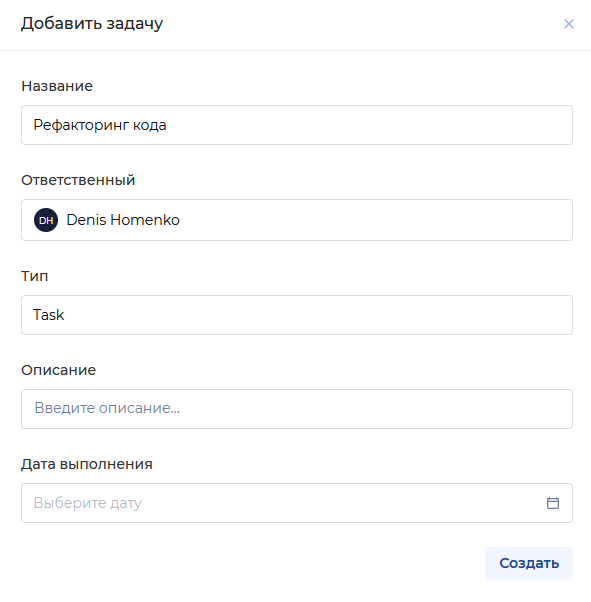 Добавить задачу
Название
Рефакторинг кода
Ответственный
DH Denis Homenko
Тип
Task
Описание
Введите описание...
Дата выполнения
Выберите дату
Создать